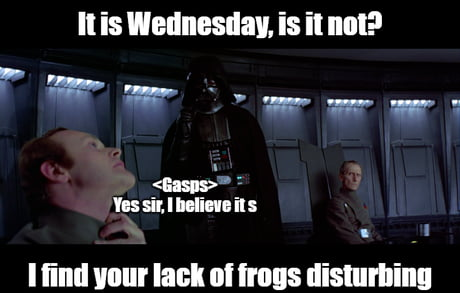 It is Wednesday, is it not?
<Gasps>
Yes sir, I believe it s
I find your lack of frogs disturbing